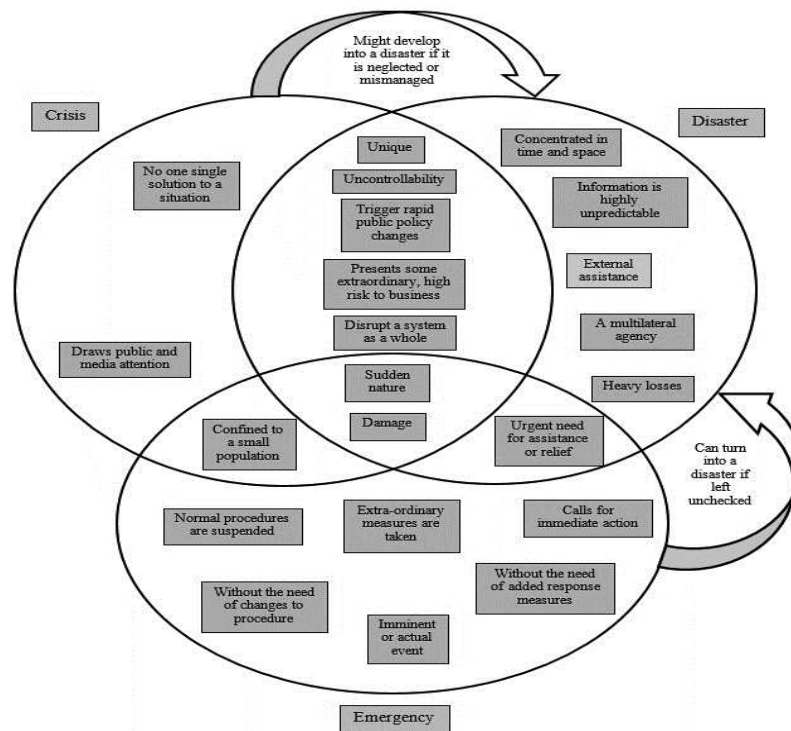 Might develop
into a disaster if it
is neglected or
mismanaged
Crisis
Disaster
Unique
Concentrated in
time and space
No one single
solution to a
situation
Uncontrollability
Information is
highly
unpredictable
Trigger rapid
public policy
changes
External
assistance
Presents some
extraordinary, high
risk to business
Disrupt a system
as a whole
A multilateral
agency
Draws public and
media attention
Sudden
nature
Heavy losses
Confined to
a small
population
Damage
Urgent need
for assistance
or relief
Can turn
into a
disaster if
left
unchecked
Normal procedures
are suspended
Extra-ordinary
measures are
taken
Calls for
immediate action
Without the need
of changes to
procedure
Without the need
of added response
measures
Imminent
or actual
event
Emergency